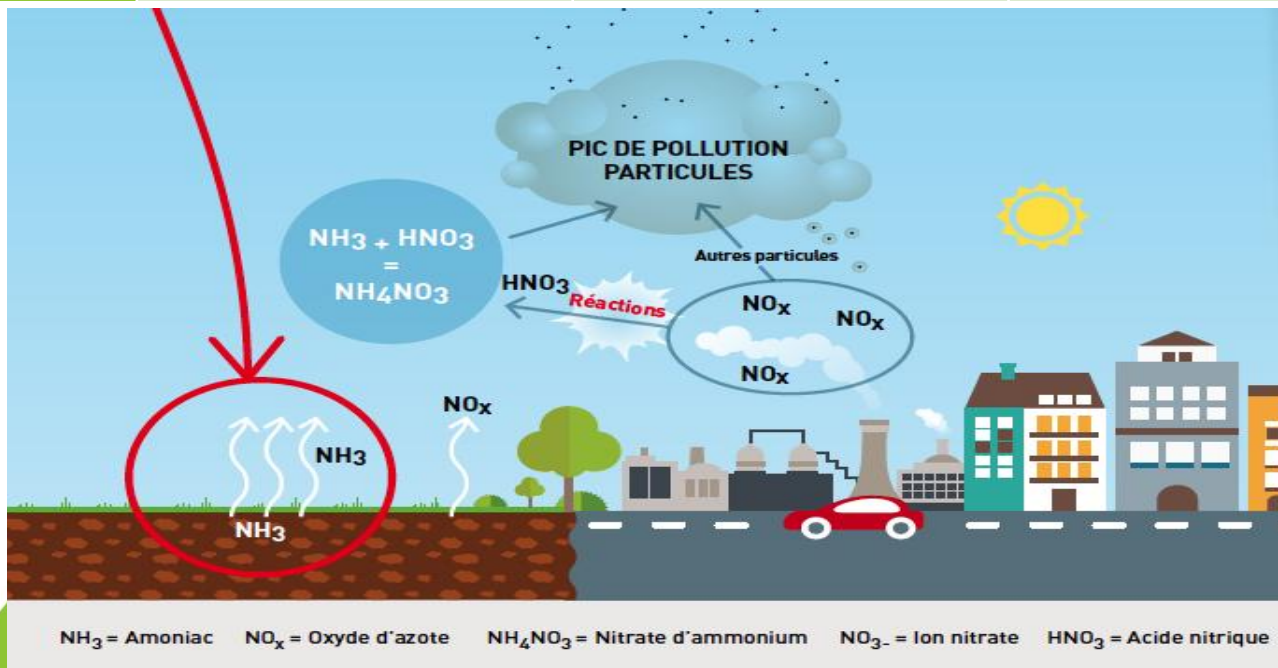 PIC DE POLLUTION
PARTICULES
NH3 + HNO3
=
NH4NO3
HNO3
Réactions
Autres particules
NOx
NOx
NOx
NOx
NH3
NH3
NH3 = Amoniac NOx = Oxyde d'azote NH4NO3 = Nitrate d'ammonium NO3- = Ion nitrate HNO3 = Acide nitrique